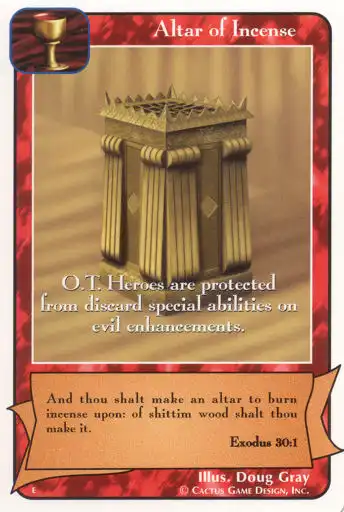 Altar of Incense
O.T. Heroes are protected
from discard special abilities on
evil enhancements.
And thou shalt make an altar to burn
incense upon: of shittim wood shalt thou
make it.
Exodus 30:1
Illus. Doug Gray
E
© Cactus Game Design, Inc.